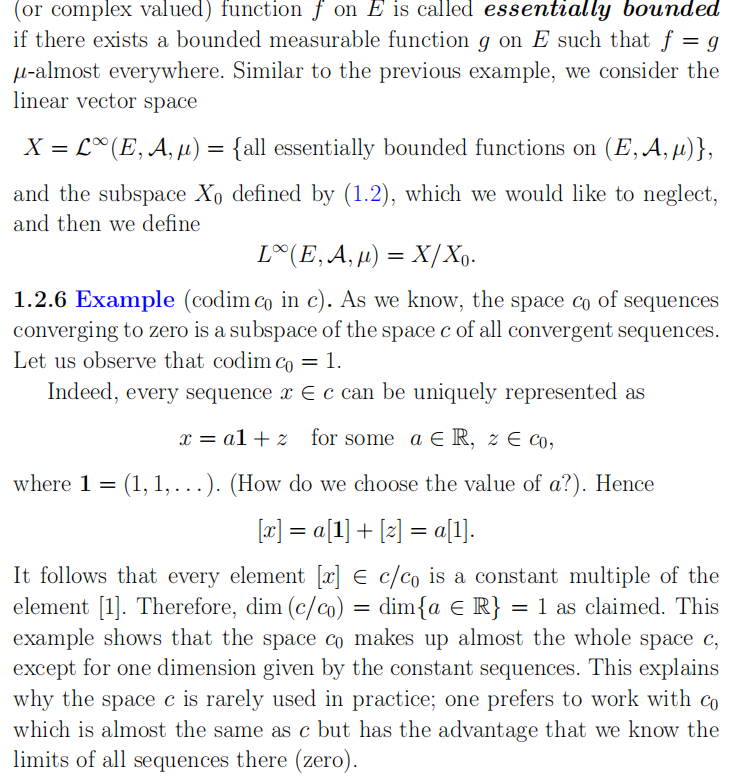 (or complex valued) function f on E is called essentially bounded
if there exists a bounded measurable function g on E such that f = g
μ-almost everywhere. Similar to the previous example, we consider the
linear vector space
X = ℒ^∞(E, 𝒜, μ) = {all essentially bounded functions on (E, 𝒜, μ)},
and the subspace X₀ defined by (1.2), which we would like to neglect,
and then we define
L^∞(E, 𝒜, μ) = X/X₀.
1.2.6 Example (codim c₀ in c). As we know, the space c₀ of sequences
converging to zero is a subspace of the space c of all convergent sequences.
Let us observe that codim c₀ = 1.
Indeed, every sequence x ∈ c can be uniquely represented as
x = a1 + z for some a ∈ ℝ, z ∈ c₀,
where 1 = (1, 1, . . .). (How do we choose the value of a?). Hence
[x] = a[1] + [z] = a[1].
It follows that every element [x] ∈ c/c₀ is a constant multiple of the
element [1]. Therefore, dim (c/c₀) = dim{a ∈ ℝ} = 1 as claimed. This
example shows that the space c₀ makes up almost the whole space c,
except for one dimension given by the constant sequences. This explains
why the space c is rarely used in practice; one prefers to work with c₀
which is almost the same as c but has the advantage that we know the
limits of all sequences there (zero).